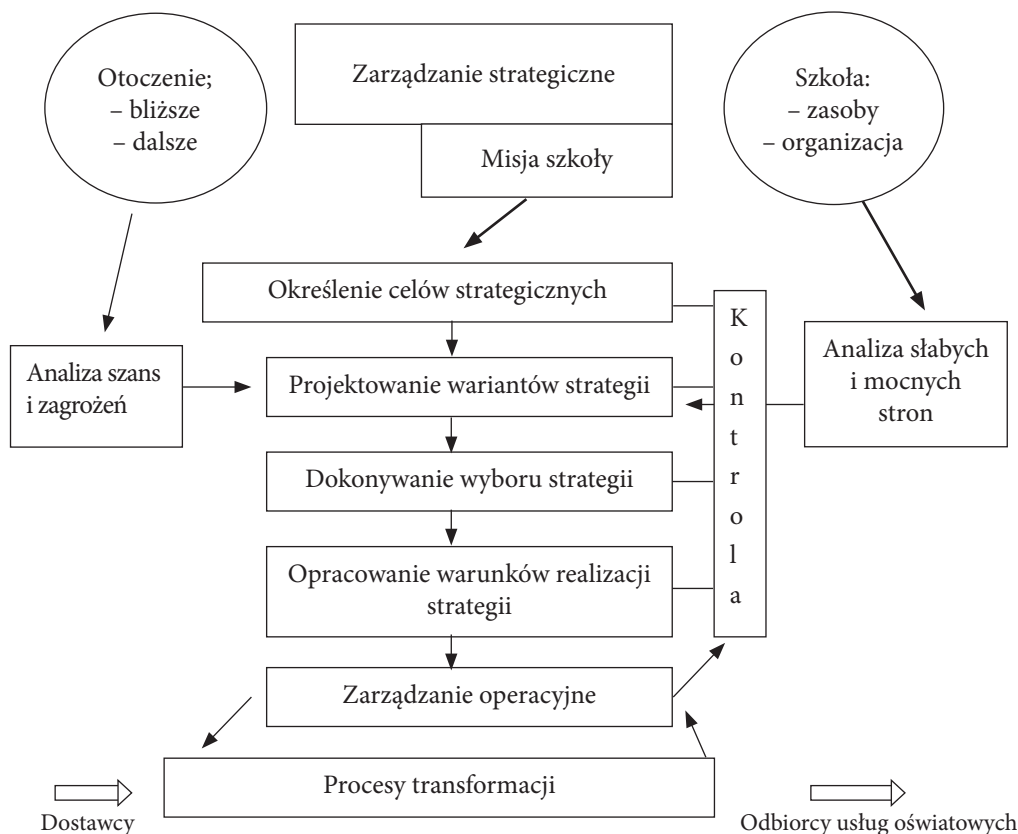 Otoczenie;
– bliższe
– dalsze
Zarządzanie strategiczne
Misja szkoły
Szkoła:
– zasoby
– organizacja
Określenie celów strategicznych
Analiza szans
i zagrożeń
Projektowanie wariantów strategii
Kontrola
Analiza słabych
i mocnych
stron
Dokonywanie wyboru strategii
Opracowanie warunków realizacji
strategii
Zarządzanie operacyjne
Procesy transformacji
Dostawcy
Odbiorcy usług oświatowych